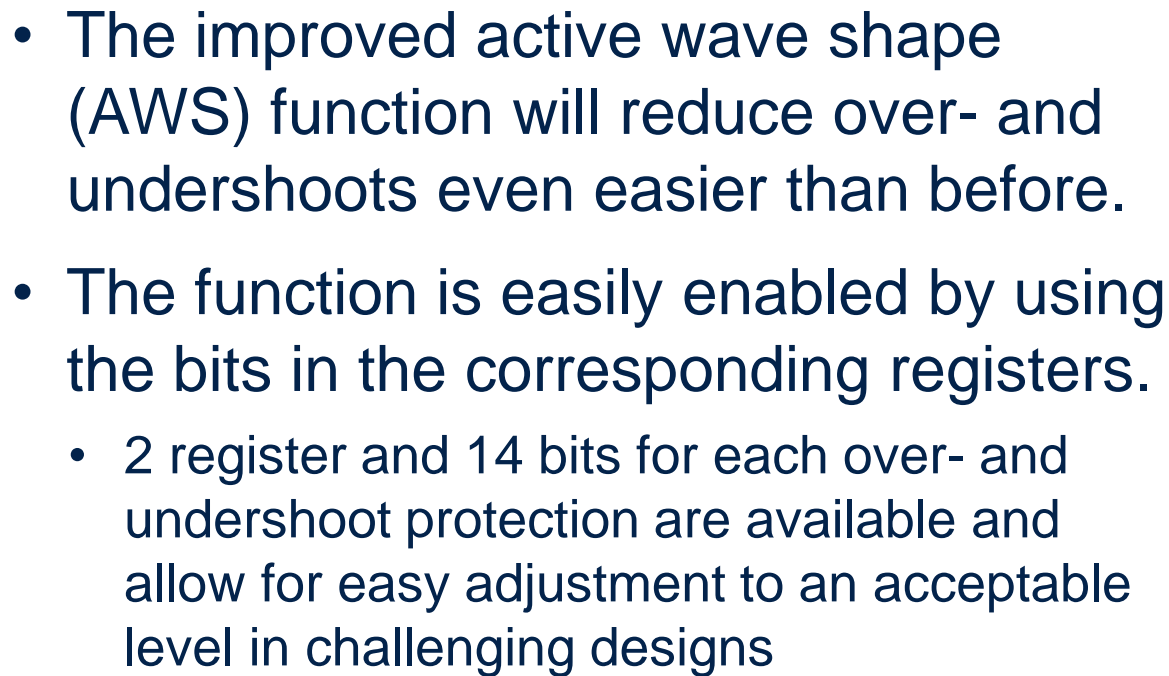 • The improved active wave shape
(AWS) function will reduce over- and
undershoots even easier than before.
• The function is easily enabled by using
the bits in the corresponding registers.
• 2 register and 14 bits for each over- and
undershoot protection are available and
allow for easy adjustment to an acceptable
level in challenging designs